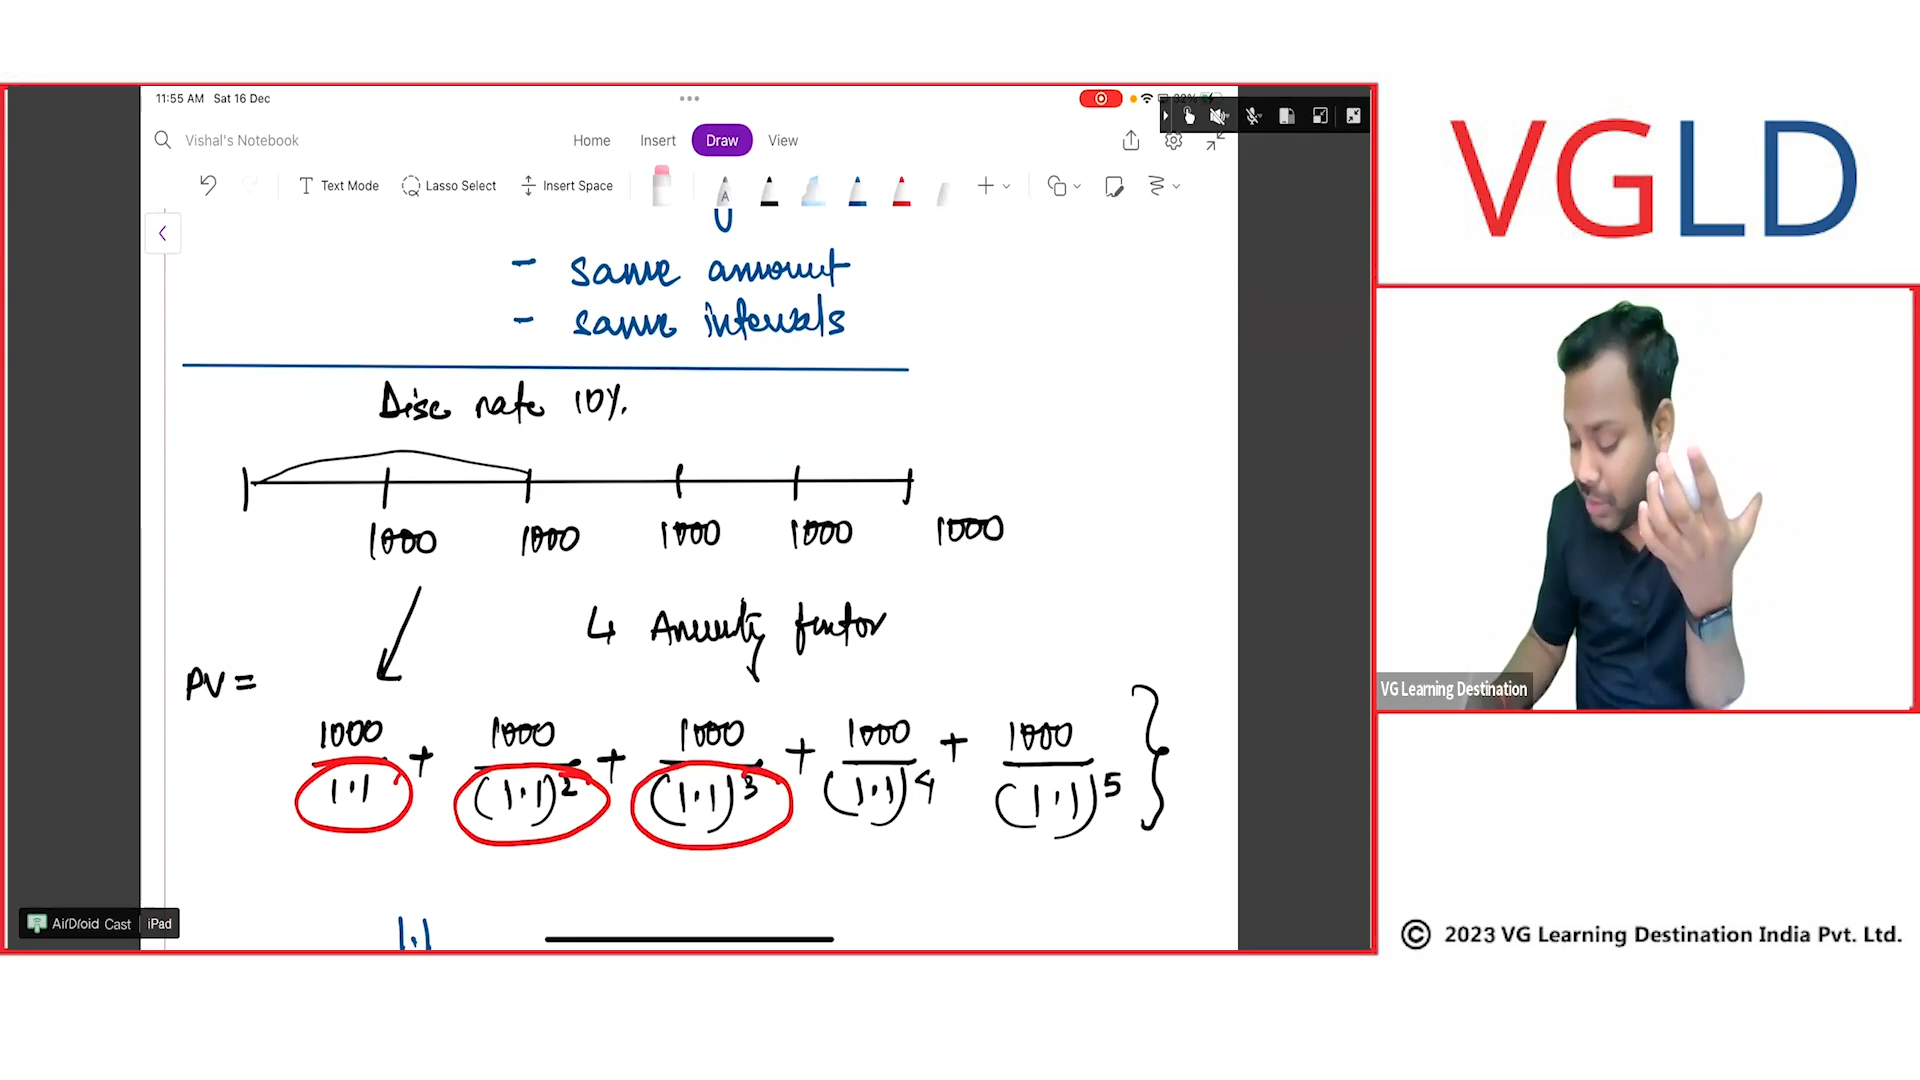 11:55 AM Sat 16 Dec
32%
Vishal's Notebook
Home Insert Draw View
Text Mode Lasso Select Insert Space
A
- same amount
- same intervals
Disc rate 10%.
1000 1000 1000 1000 1000
↳ Annuity factor
PV =
1000 + 1000 + 1000 + 1000 + 1000
1.1 (1.1)² (1.1)³ (1.1)⁴ (1.1)⁵
1.1
AirDroid Cast iPad
VGLD
VG Learning Destination
© 2023 VG Learning Destination India Pvt. Ltd.